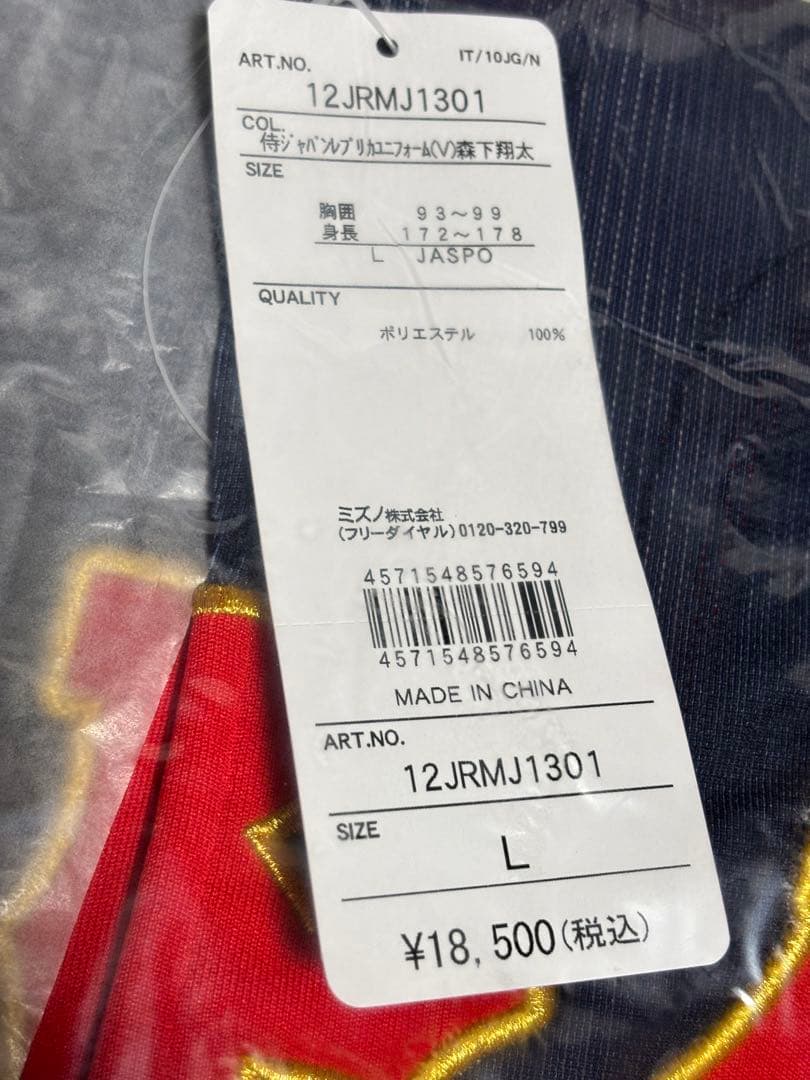 IT/10JG/N
ART.NO.
12JRMJ1301
COL.
侍ｼﾞｬﾊﾟﾝﾚﾌﾟﾘｶﾕﾆﾌｫｰﾑ(V)森下翔太
SIZE
胸囲 93～99
身長 172～178
L JASPO
QUALITY
ポリエステル 100%
ミズノ株式会社
(フリーダイヤル)0120-320-799
4571548576594
4571548576594
MADE IN CHINA
ART.NO.
12JRMJ1301
SIZE
L
¥18,500(税込)